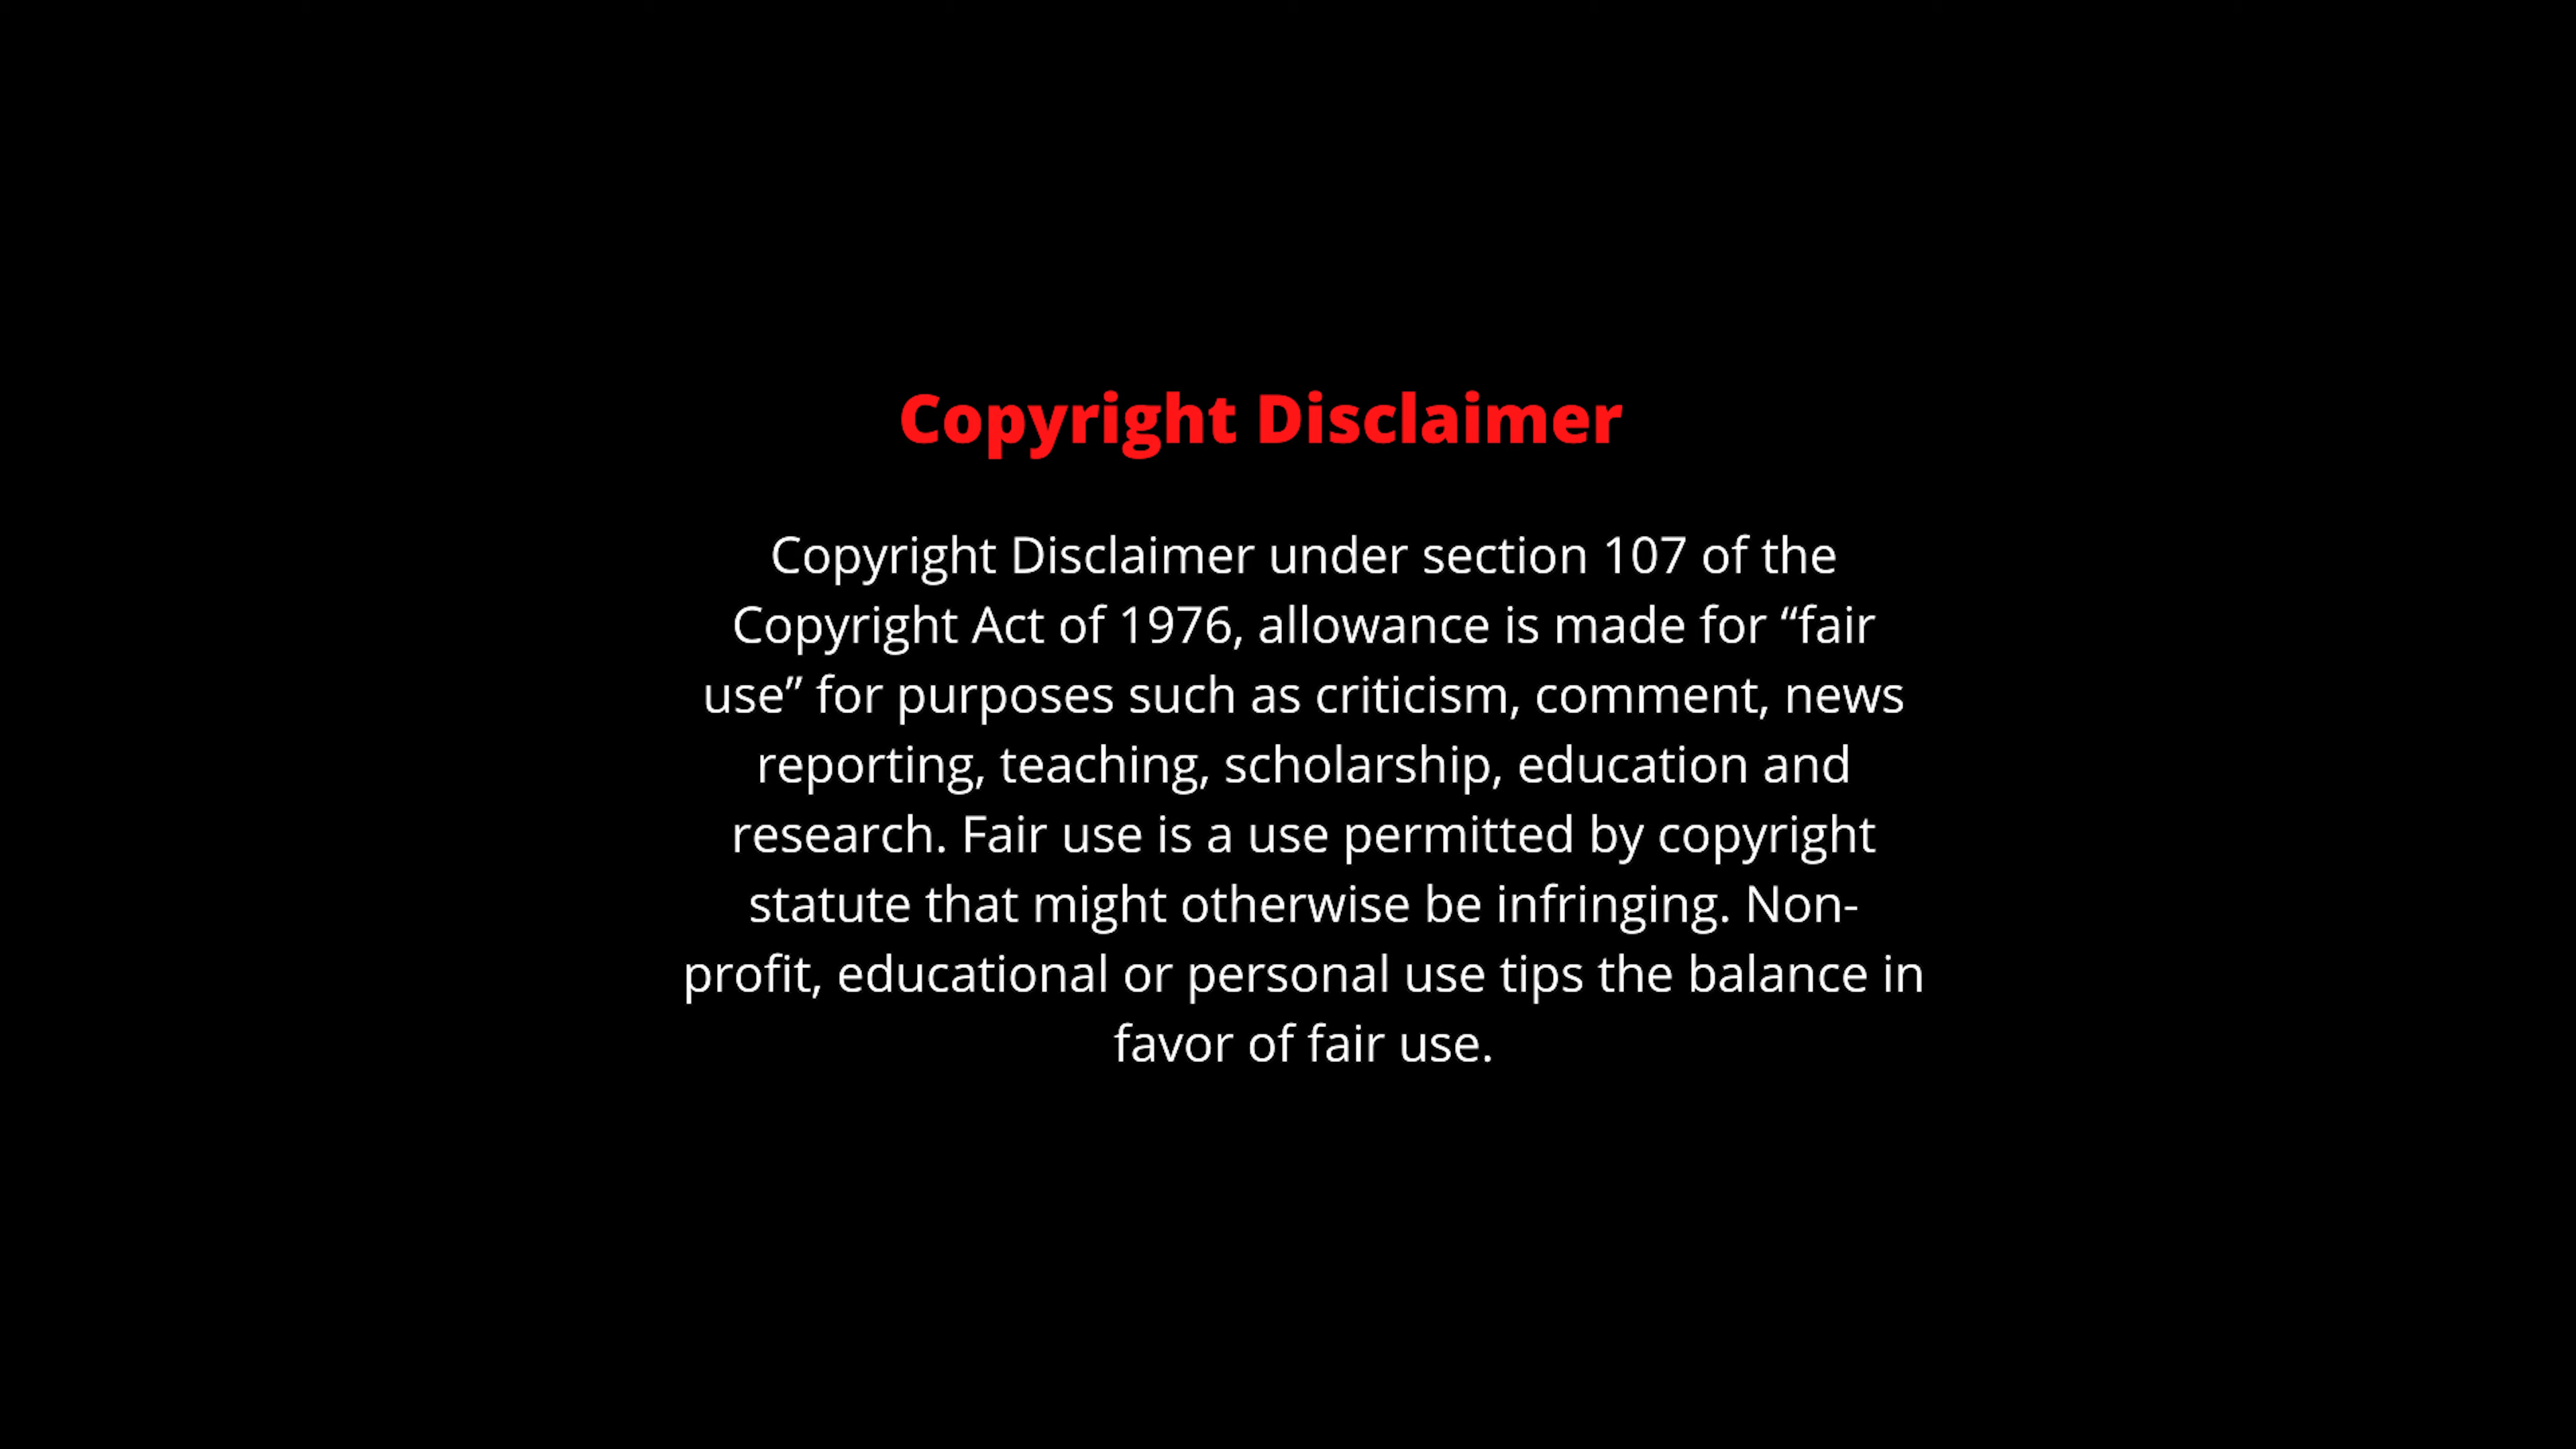 Copyright Disclaimer
Copyright Disclaimer under section 107 of the
Copyright Act of 1976, allowance is made for “fair
use” for purposes such as criticism, comment, news
reporting, teaching, scholarship, education and
research. Fair use is a use permitted by copyright
statute that might otherwise be infringing. Non-
profit, educational or personal use tips the balance in
favor of fair use.